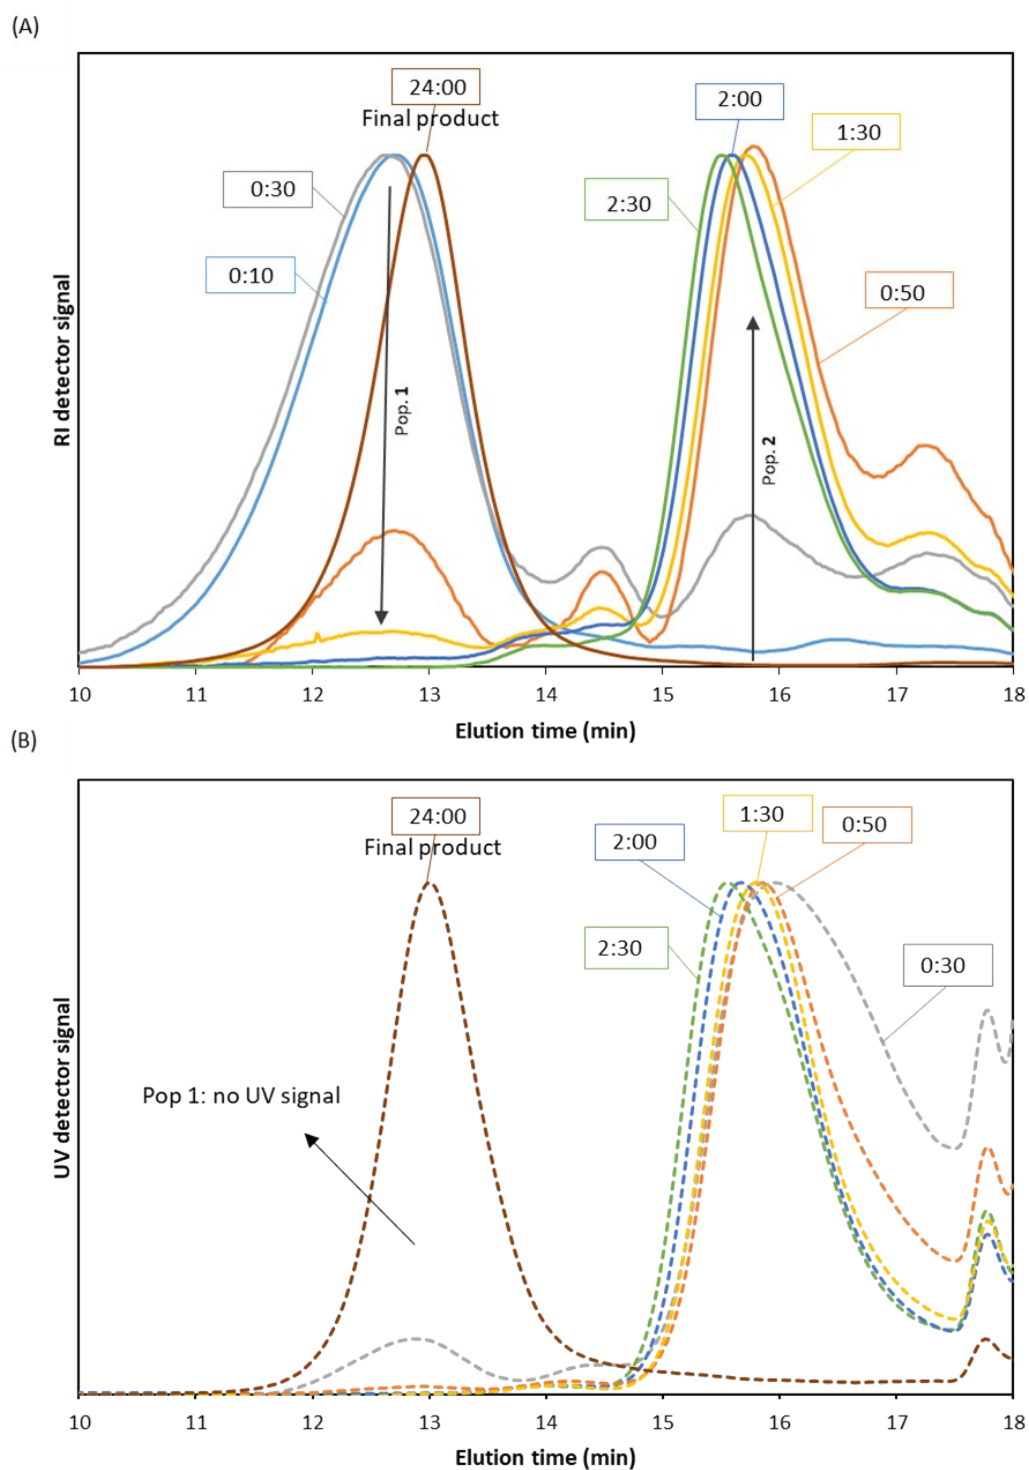 (A)
24:00
Final product
2:00
1:30
0:30
2:30
0:10
0:50
Pop. 1
Pop. 2
RI detector signal
10 11 12 13 14 15 16 17 18
Elution time (min)
(B)
24:00
Final product
1:30
0:50
2:00
2:30
0:30
Pop 1: no UV signal
UV detector signal
10 11 12 13 14 15 16 17 18
Elution time (min)